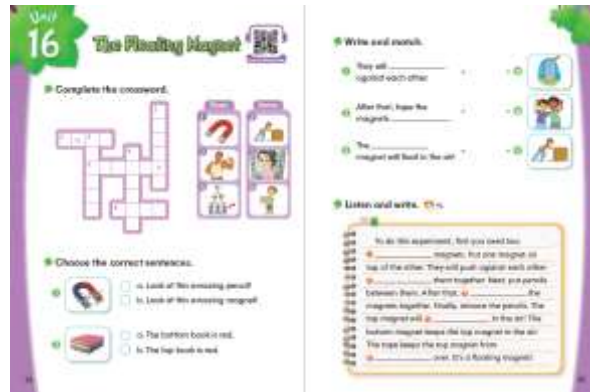 Unit
16
The Floating Magnet
Complete the crossword.
Choose the correct sentences.
a. Look at this amazing pencil!
b. Look at this amazing magnet!
a. The bottom book is red.
b. The top book is red.
Write and match.
They will
against each other.
After that, tape the
magnets
The
magnet will float in the air!
Listen and write.
To do this experiment, first you need two
magnets. Put one magnet on
top of the other. They will push against each other.
them together. Next, put pencils
between them. After that, the
magnets together. Finally, remove the pencils. The
top magnet will in the air! The
bottom magnet keeps the top magnet in the air.
The tape keeps the top magnet from
over. It's a floating magnet!